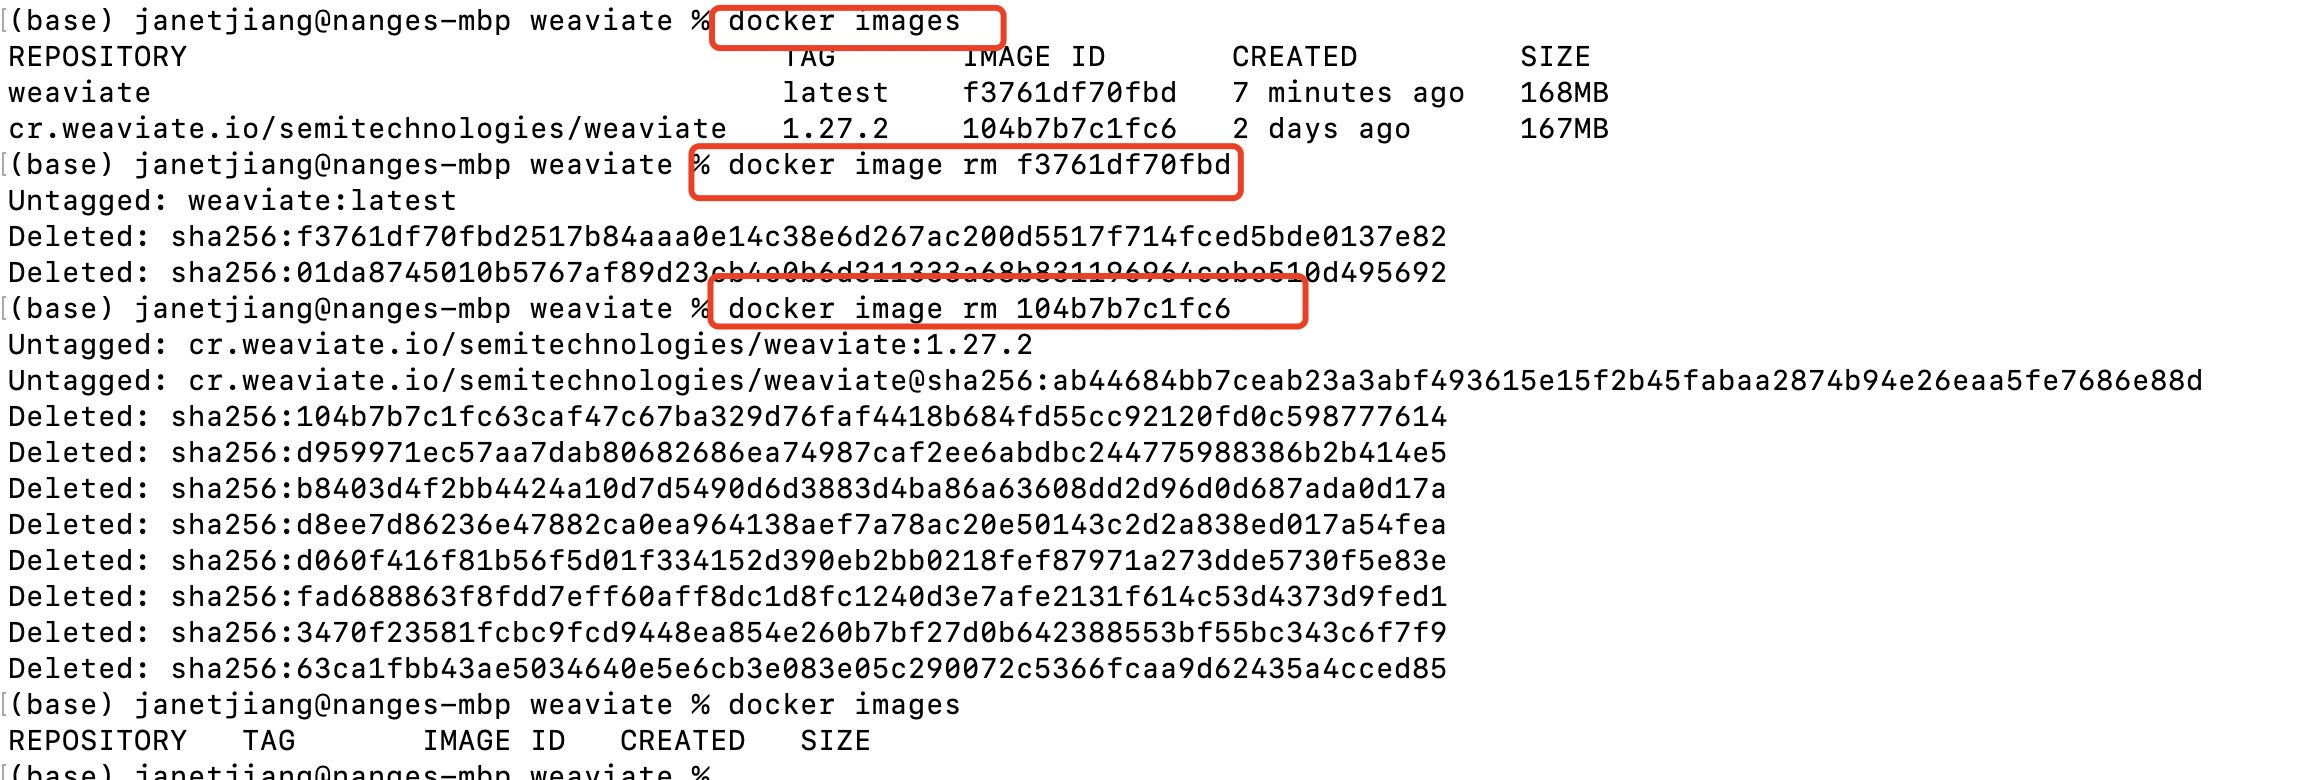 (base) janetjiang@nanges-mbp weaviate % docker images
REPOSITORY TAG IMAGE ID CREATED SIZE
weaviate latest f3761df70fbd 7 minutes ago 168MB
cr.weaviate.io/semitechnologies/weaviate 1.27.2 104b7b7c1fc6 2 days ago 167MB
(base) janetjiang@nanges-mbp weaviate % docker image rm f3761df70fbd
Untagged: weaviate:latest
Deleted: sha256:f3761df70fbd2517b84aaa0e14c38e6d267ac200d5517f714fced5bde0137e82
Deleted: sha256:01da8745010b5767af89d23cb4e0b6d311333a68b831196964cebe510d495692
(base) janetjiang@nanges-mbp weaviate % docker image rm 104b7b7c1fc6
Untagged: cr.weaviate.io/semitechnologies/weaviate:1.27.2
Untagged: cr.weaviate.io/semitechnologies/weaviate@sha256:ab44684bb7ceab23a3abf493615e15f2b45fabaa2874b94e26eaa5fe7686e88d
Deleted: sha256:104b7b7c1fc63caf47c67ba329d76faf4418b684fd55cc92120fd0c598777614
Deleted: sha256:d959971ec57aa7dab80682686ea74987caf2ee6abdbc244775988386b2b414e5
Deleted: sha256:b8403d4f2bb4424a10d7d5490d6d3883d4ba86a63608dd2d96d0d687ada0d17a
Deleted: sha256:d8ee7d86236e47882ca0ea964138aef7a78ac20e50143c2d2a838ed017a54fea
Deleted: sha256:d060f416f81b56f5d01f334152d390eb2bb0218fef87971a273dde5730f5e83e
Deleted: sha256:fad688863f8fdd7eff60aff8dc1d8fc1240d3e7afe2131f614c53d4373d9fed1
Deleted: sha256:3470f23581fcbc9fcd9448ea854e260b7bf27d0b642388553bf55bc343c6f7f9
Deleted: sha256:63ca1fbb43ae5034640e5e6cb3e083e05c290072c5366fcaa9d62435a4cced85
(base) janetjiang@nanges-mbp weaviate % docker images
REPOSITORY TAG IMAGE ID CREATED SIZE
(base) janetjiang@nanges-mbp weaviate %